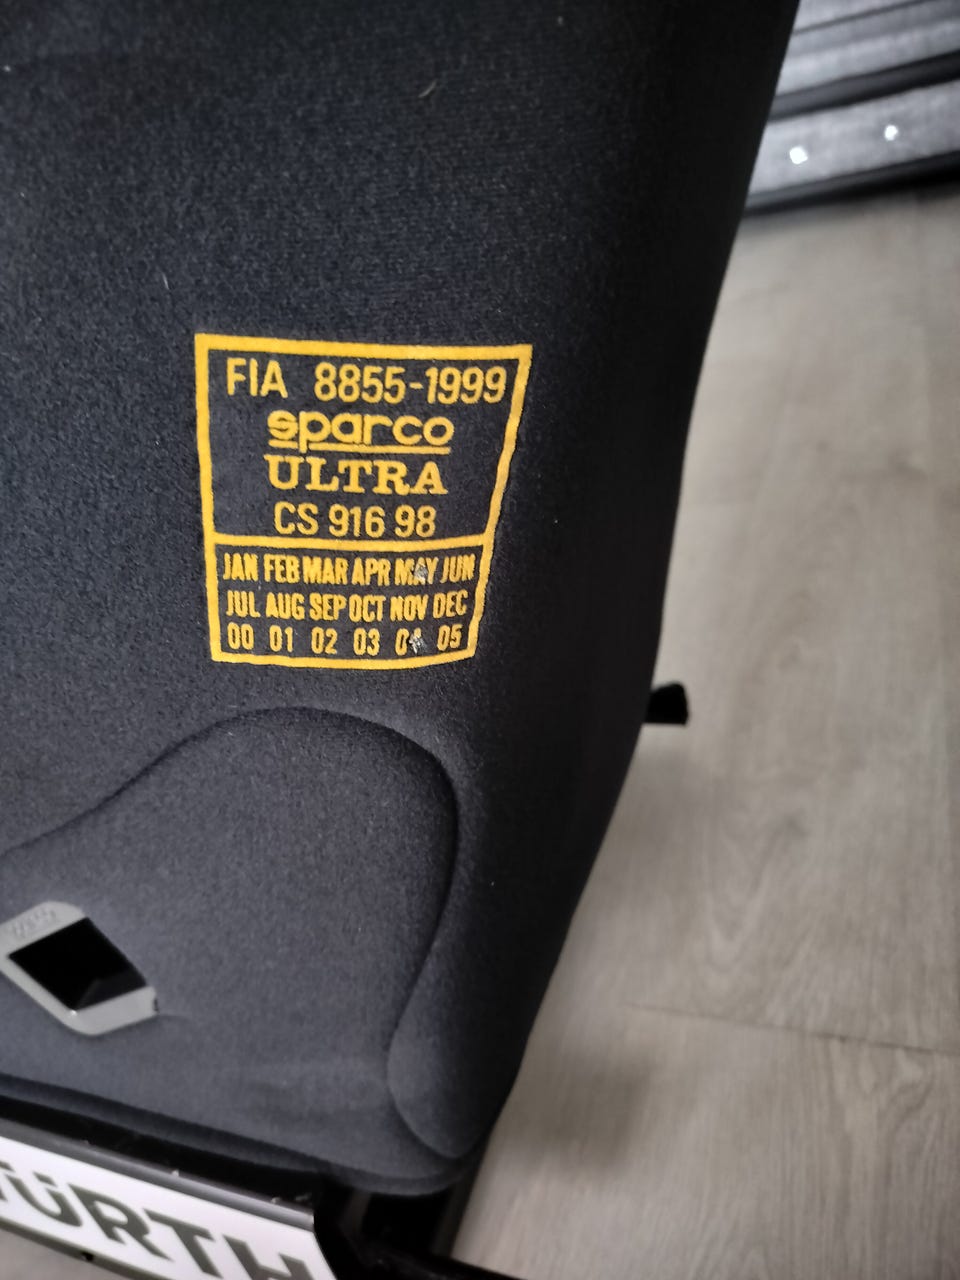 FIA 8855-1999
sparco
ULTRA
CS 916 98
JAN FEB MAR APR MAY JUN
JUL AUG SEP OCT NOV DEC
00 01 02 03 04 05
ÜRTH